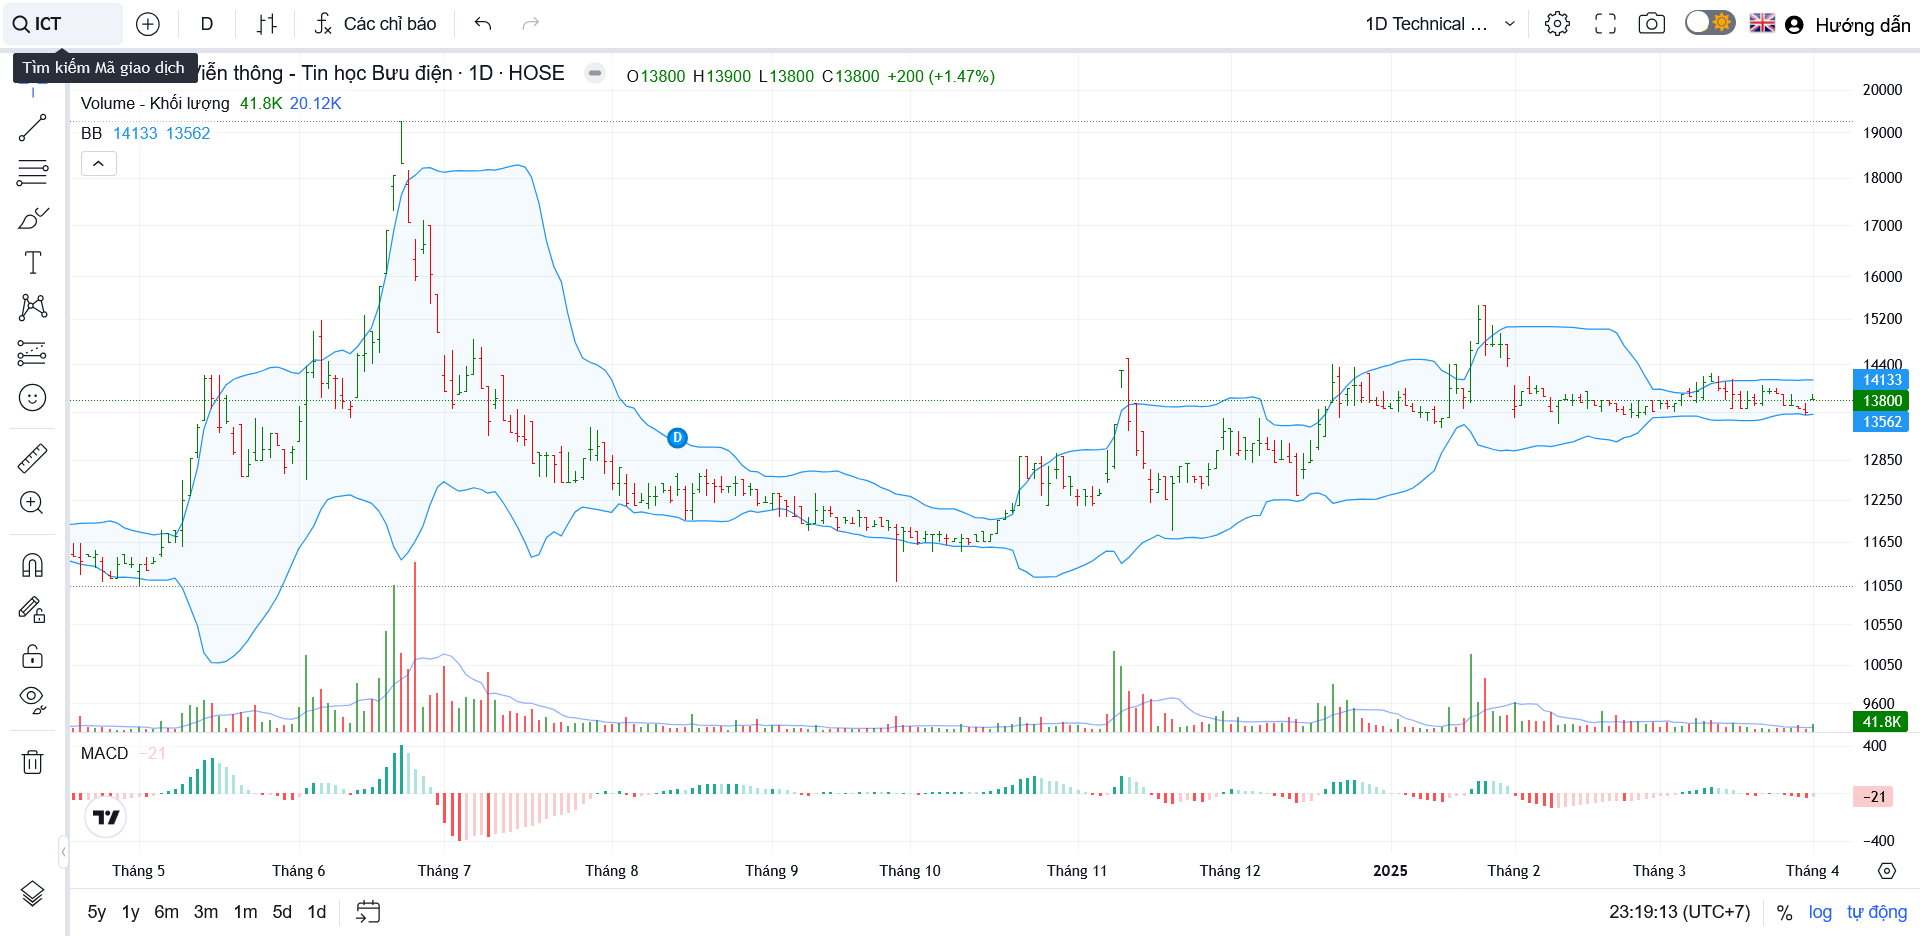 ICT
D
Các chỉ báo
1D Technical ...
Hướng dẫn
Tìm kiếm Mã giao dịch
Viễn thông - Tin học Bưu điện · 1D · HOSE
O13800 H13900 L13800 C13800 +200 (+1.47%)
Volume - Khối lượng 41.8K 20.12K
BB 14133 13562
D
20000
19000
18000
17000
16000
15200
14400
14133
13800
13562
12850
12250
11650
11050
10550
10050
9600
41.8K
MACD −21
400
−21
−400
Tháng 5 Tháng 6 Tháng 7 Tháng 8 Tháng 9 Tháng 10 Tháng 11 Tháng 12 2025 Tháng 2 Tháng 3 Tháng 4
5y 1y 6m 3m 1m 5d 1d
23:19:13 (UTC+7) % log tự động